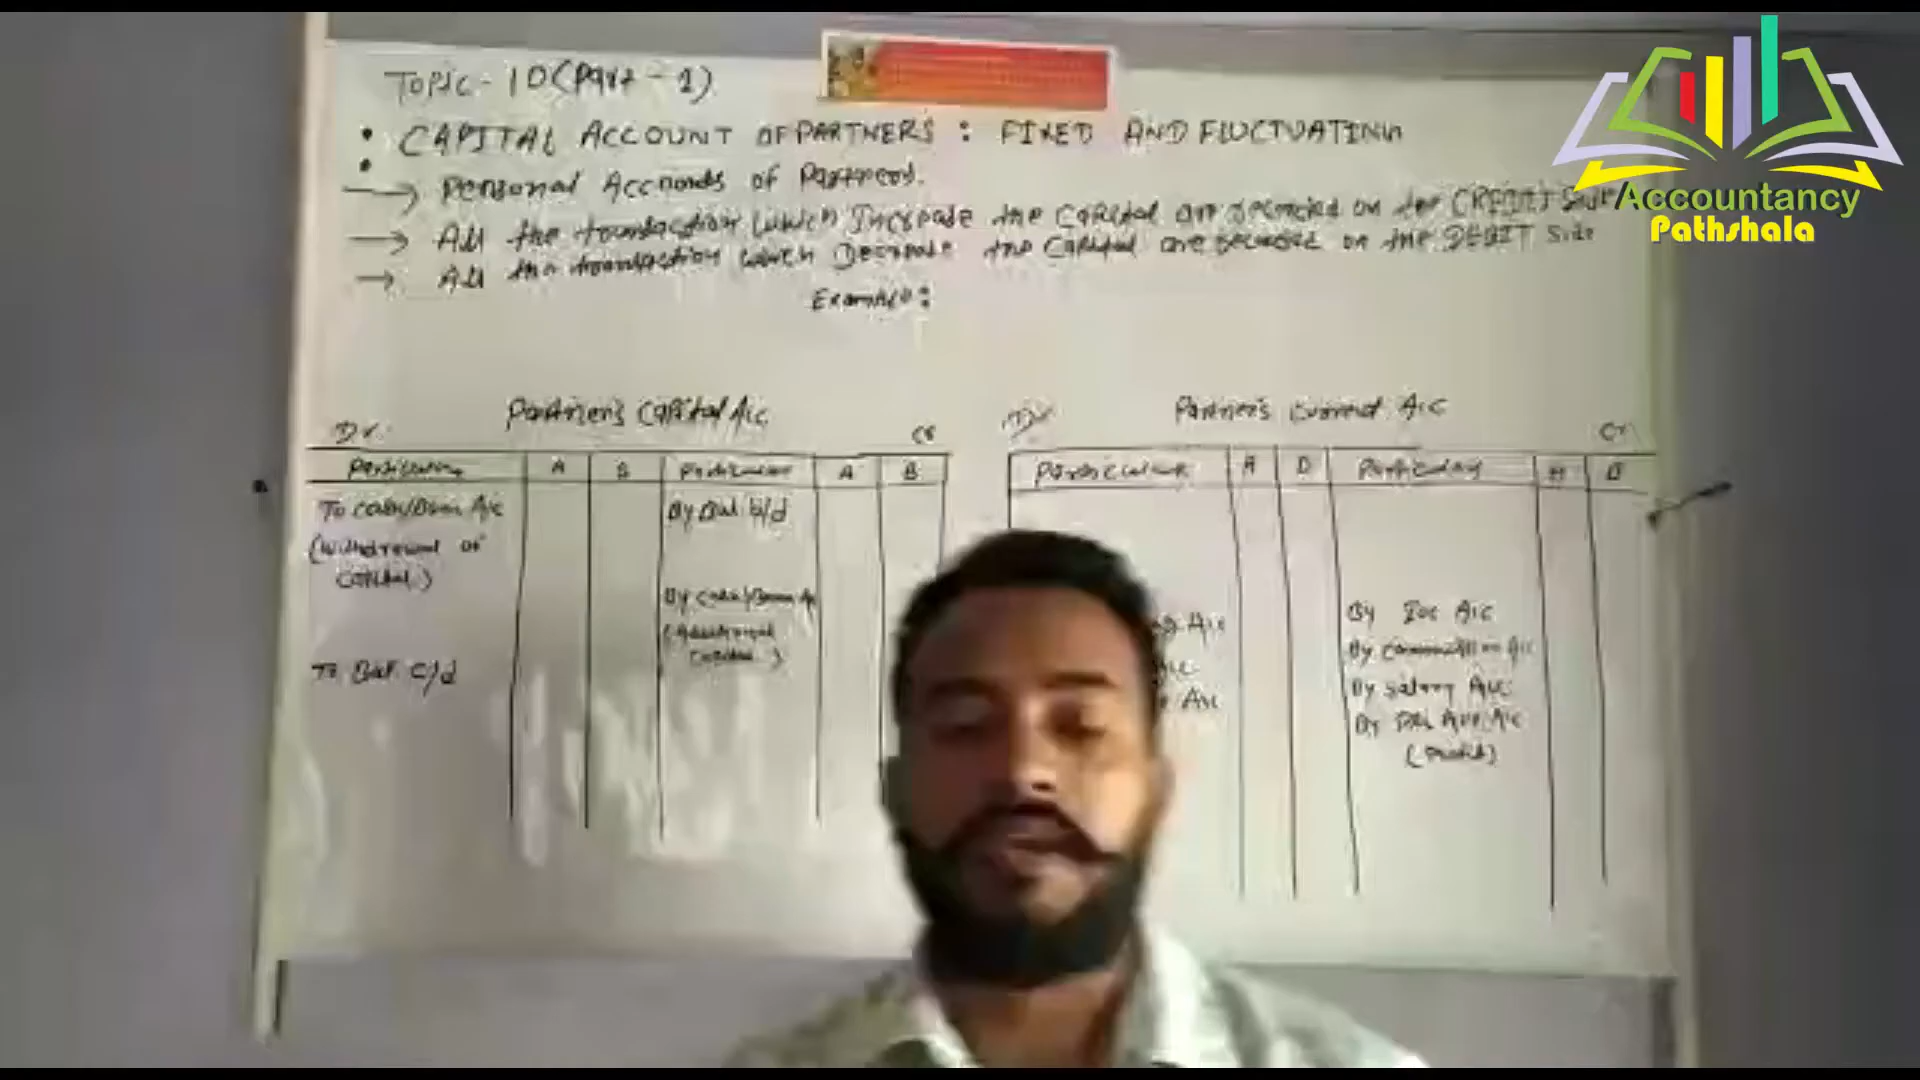 TOPIC - 10 (Part - 1)
• CAPITAL ACCOUNT OF PARTNERS : FIXED AND FLUCTUATING
→ Personal Accounts of Partners.
→ All the transaction which Increase the Capital are recorded on the CREDIT Side
→ All the transaction which Decrease the Capital are recorded on the DEBIT Side
Example:
Accountancy
Pathshala
Partner's Capital A/c
Dr. Cr
Particulars A B Particulars A B
To Cash/Bank A/c By Bal b/d
(Withdrawal of
Capital)
By Cash/Bank A/c
(Additional
Capital)
To Bal c/d
Partner's Current A/c
Dr. Cr
Particulars A B Particulars A B
A/c By IOC A/c
By Commission A/c
A/c By Salary A/c
By P&L App. A/c
(Profit)